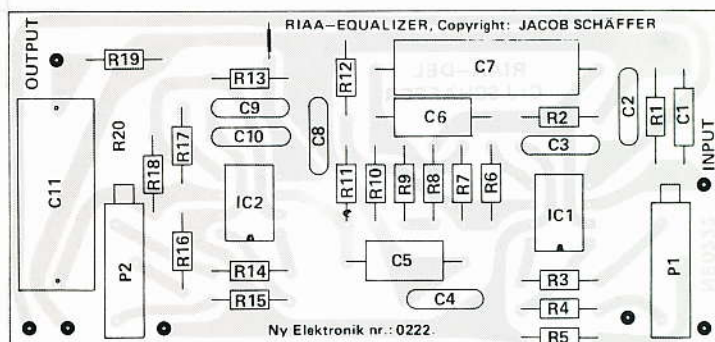 RIAA–EQUALIZER, Copyright: JACOB SCHÄFFER
OUTPUT
R19
R13
R12
C7
C9
C6
R2
C2
R1
C1
C10
C8
C3
INPUT
R20
R17
R18
C11
IC2
R11
R10
R9
R8
R7
R6
IC1
P2
R16
C5
P1
R14
R3
R15
C4
R4
Ny Elektronik nr.: 0222.
R5